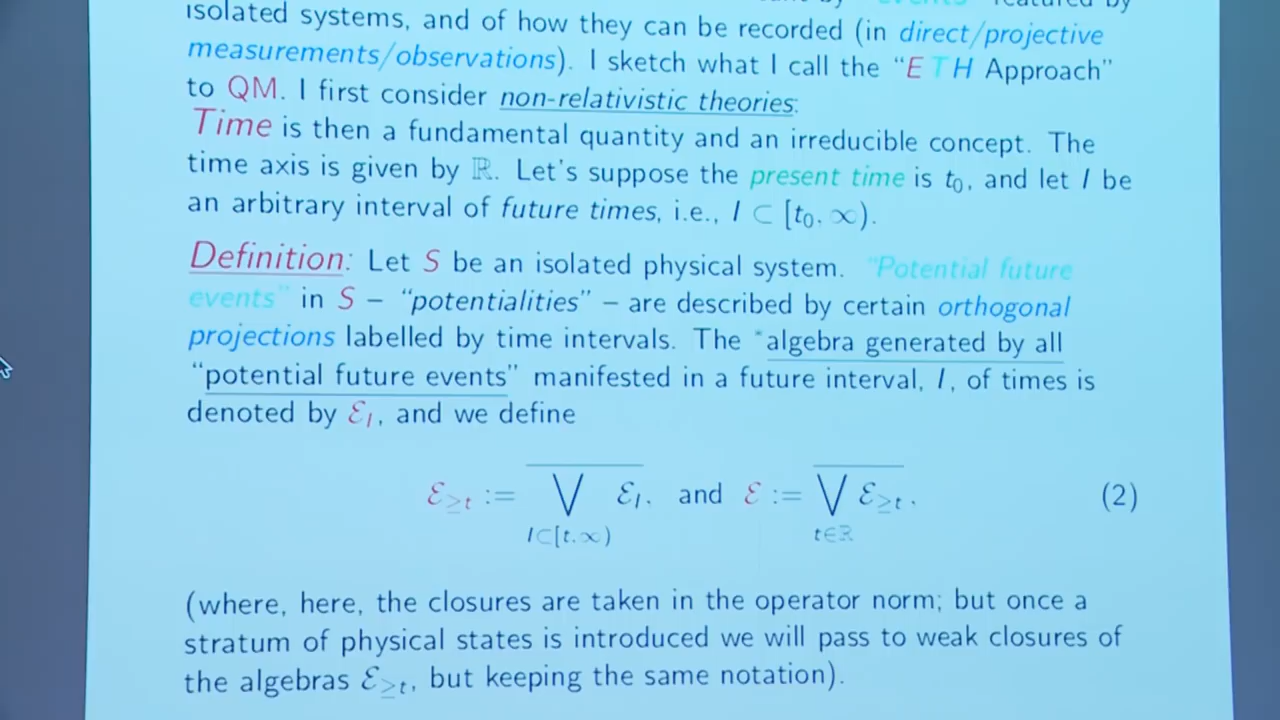 isolated systems, and of how they can be recorded (in direct/projective
measurements/observations). I sketch what I call the “E T H Approach”
to QM. I first consider non-relativistic theories:
Time is then a fundamental quantity and an irreducible concept. The
time axis is given by ℝ. Let's suppose the present time is t₀, and let I be
an arbitrary interval of future times, i.e., I ⊂ [t₀, ∞).
Definition: Let S be an isolated physical system. “Potential future
events” in S – “potentialities” – are described by certain orthogonal
projections labelled by time intervals. The *algebra generated by all
“potential future events” manifested in a future interval, I, of times is
denoted by ℰ_I, and we define
ℰ_≥t := ⋁ ℰ_I, and ℰ := ⋁ ℰ_≥t. (2)
I⊂[t,∞) t∈ℝ
(where, here, the closures are taken in the operator norm; but once a
stratum of physical states is introduced we will pass to weak closures of
the algebras ℰ_≥t, but keeping the same notation).